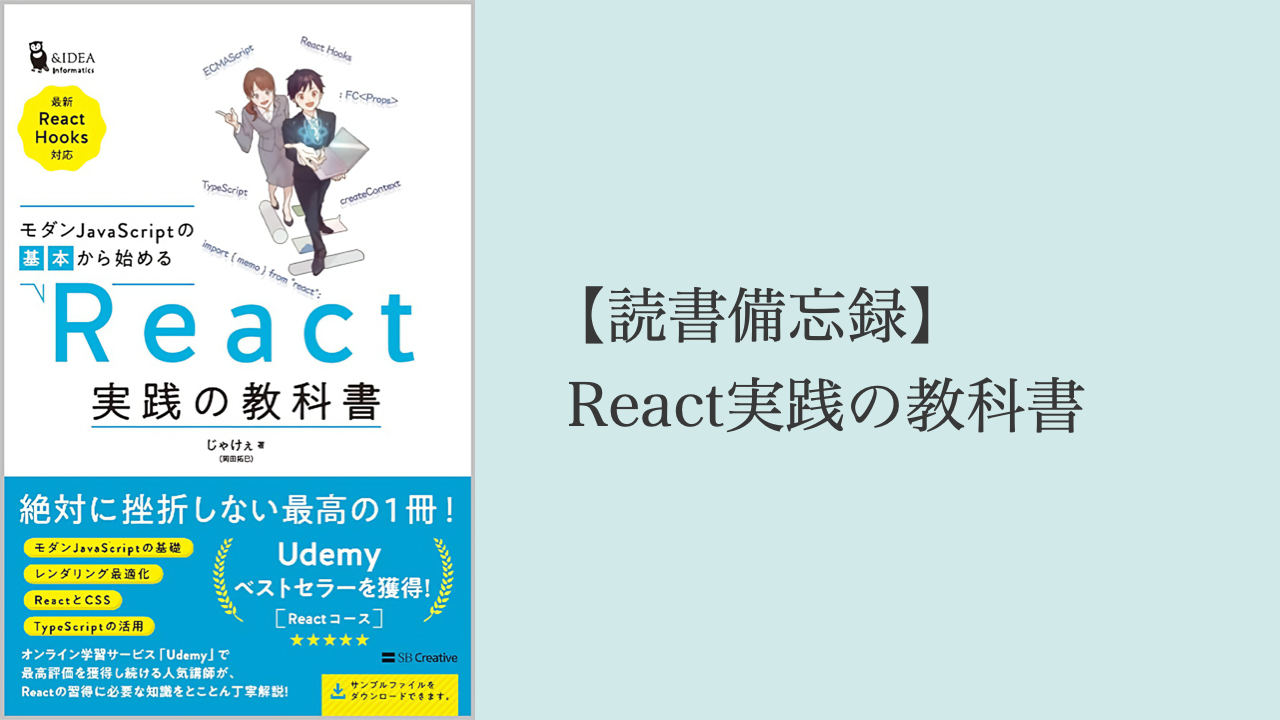 &IDEA
Informatics
最新
React
Hooks
対応
ECMAScript
React Hooks
: FC<Props>
TypeScript
createContext
import { memo } from "react";
モダンJavaScriptの
基本から始める
React
実践の教科書
じゃけぇ 著
(岡田拓巳)
絶対に挫折しない最高の1冊!
モダンJavaScriptの基礎
レンダリング最適化
ReactとCSS
TypeScriptの活用
Udemy
ベストセラーを獲得!
[Reactコース]
★★★★★
オンライン学習サービス「Udemy」で
最高評価を獲得し続ける人気講師が、
Reactの習得に必要な知識をとことん丁寧解説!
SB Creative
サンプルファイルを
ダウンロードできます。
【読書備忘録】
React実践の教科書